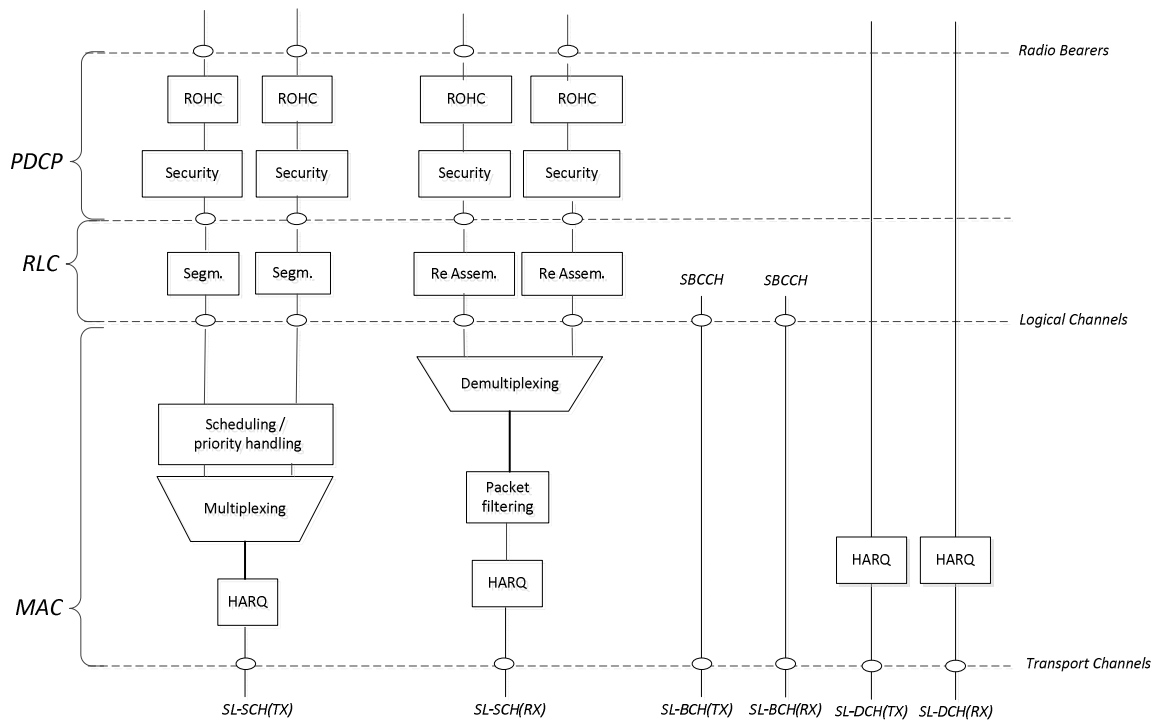 Radio Bearers
ROHC
ROHC
ROHC
ROHC
PDCP
Security
Security
Security
Security
RLC
Segm.
Segm.
Re Assem.
Re Assem.
SBCCH
SBCCH
Logical Channels
Demultiplexing
Scheduling /
priority handling
Packet
filtering
Multiplexing
HARQ
HARQ
HARQ
HARQ
MAC
Transport Channels
SL-SCH(TX)
SL-SCH(RX)
SL-BCH(TX)
SL-BCH(RX)
SL-DCH(TX)
SL-DCH(RX)